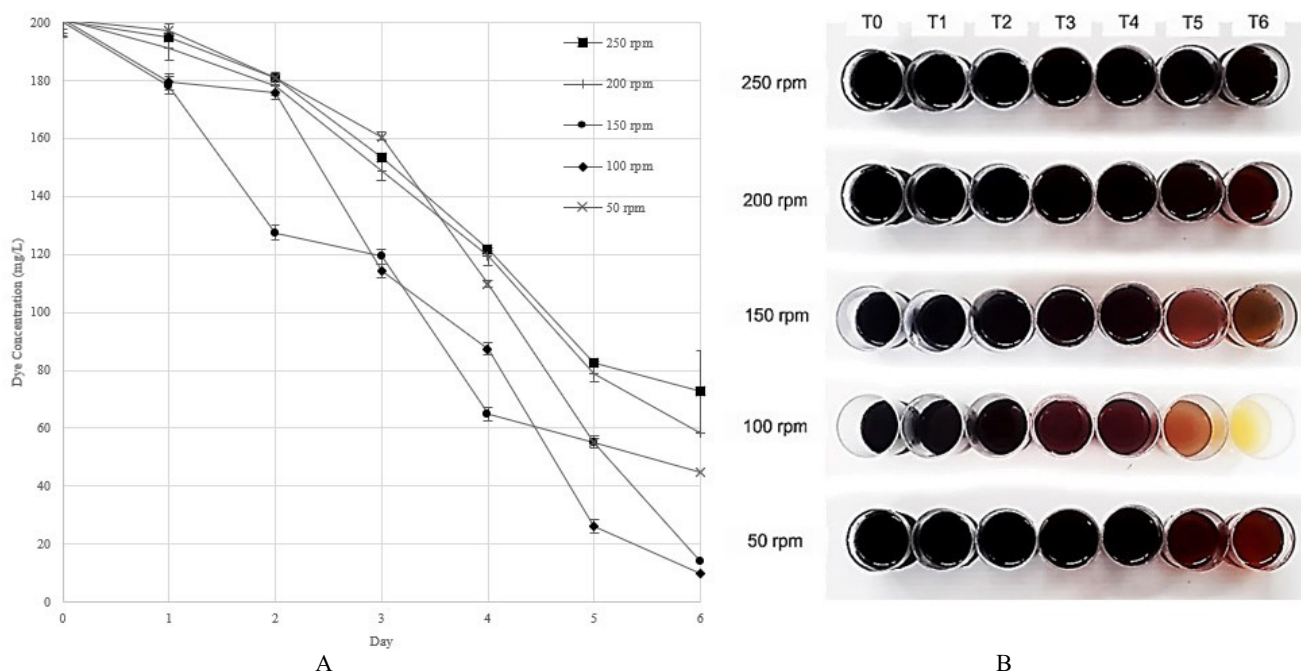 200
180
160
140
120
100
80
60
40
20
0
0 1 2 3 4 5 6
Dye Concentration (mg/L)
Day
250 rpm
200 rpm
150 rpm
100 rpm
50 rpm
A
T0 T1 T2 T3 T4 T5 T6
250 rpm
200 rpm
150 rpm
100 rpm
50 rpm
B